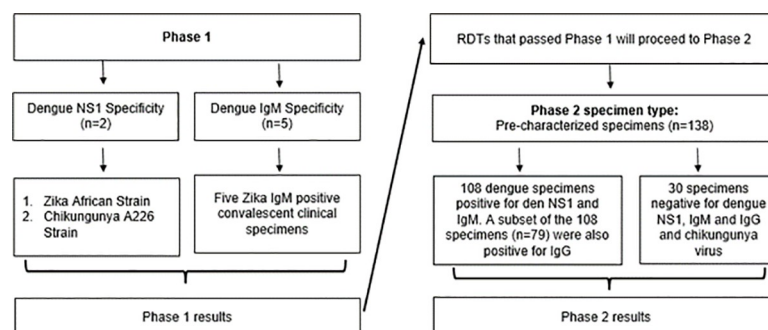 Phase 1
Dengue NS1 Specificity
(n=2)
Dengue IgM Specificity
(n=5)
1. Zika African Strain
2. Chikungunya A226
Strain
Five Zika IgM positive
convalescent clinical
specimens
Phase 1 results
RDTs that passed Phase 1 will proceed to Phase 2
Phase 2 specimen type:
Pre-characterized specimens (n=138)
108 dengue specimens
positive for den NS1 and
IgM. A subset of the 108
specimens (n=79) were also
positive for IgG
30 specimens
negative for dengue
NS1, IgM and IgG
and chikungunya
virus
Phase 2 results